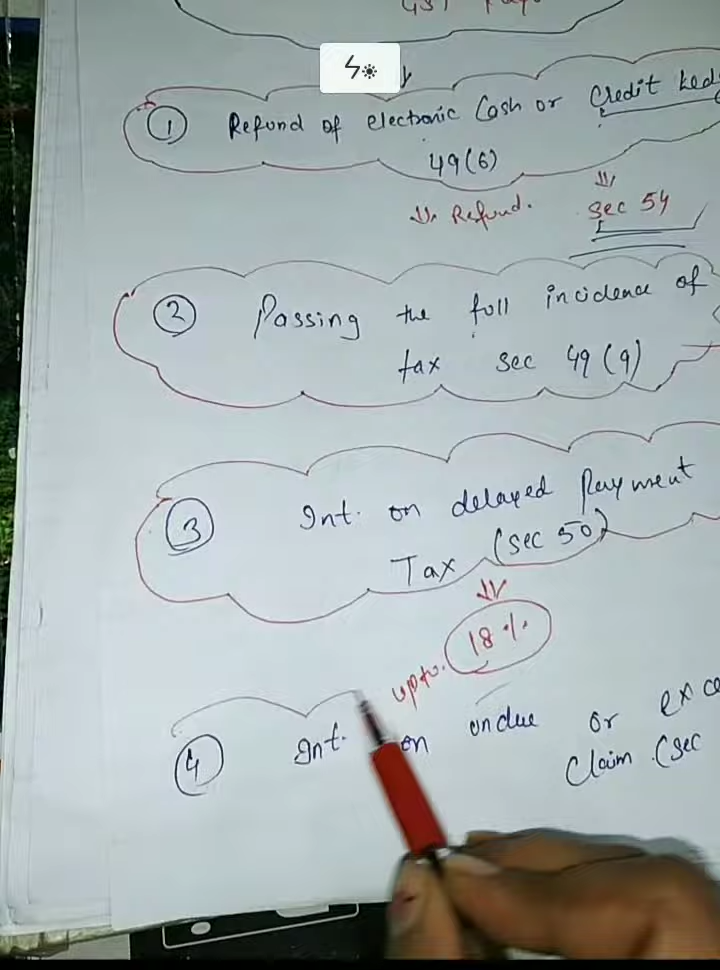 ① Refund of electronic Cash or Credit Led
49(6)
Refund.
sec 54
② Passing the full incidence of
tax sec 49(9)
③ Int. on delayed Payment
Tax (sec 50)
upto. 18%
④ Int. on undue or exce
Claim (sec